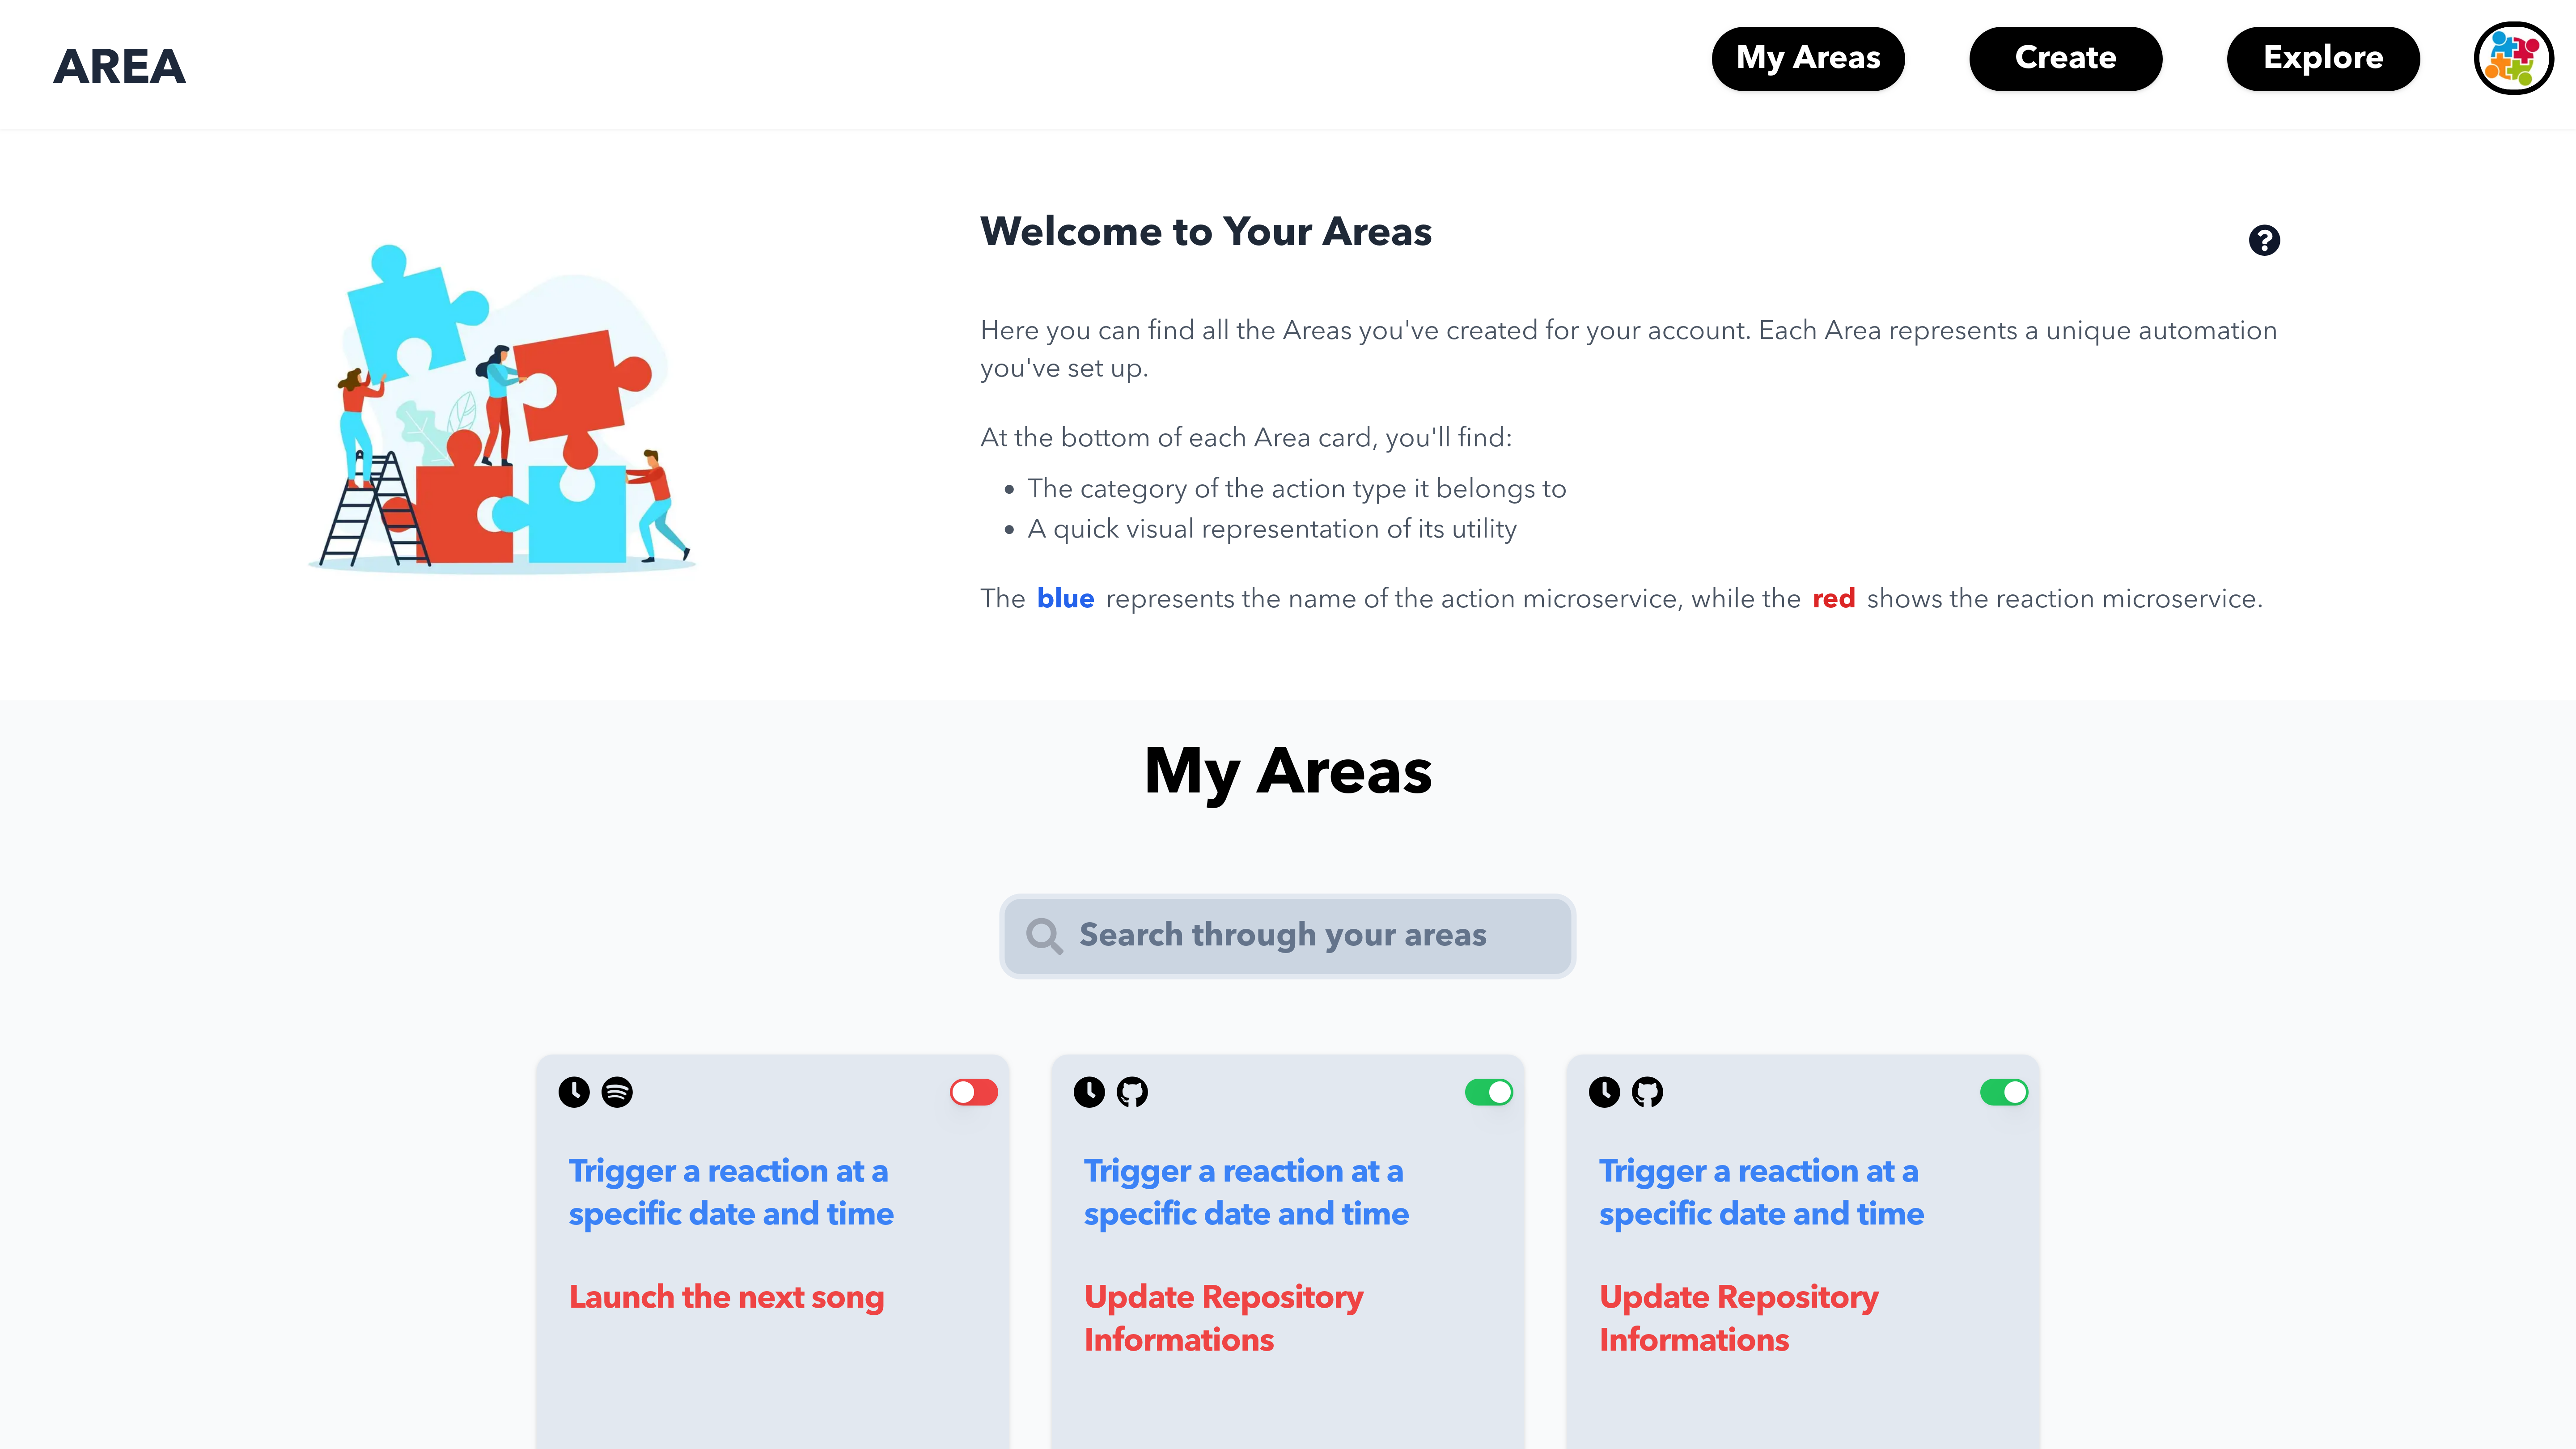 AREA
My Areas
Create
Explore
Welcome to Your Areas
Here you can find all the Areas you've created for your account. Each Area represents a unique automation
you've set up.
At the bottom of each Area card, you'll find:
• The category of the action type it belongs to
• A quick visual representation of its utility
The blue represents the name of the action microservice, while the red shows the reaction microservice.
My Areas
Search through your areas
Trigger a reaction at a
specific date and time
Launch the next song
Trigger a reaction at a
specific date and time
Update Repository
Informations
Trigger a reaction at a
specific date and time
Update Repository
Informations